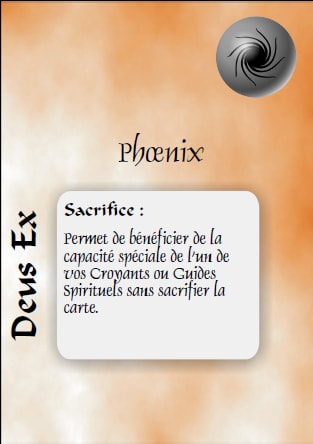 Phœnix
Deus Ex
Sacrifice :
Permet de bénéficier de la
capacité spéciale de l'un de
vos Croyants ou Guides
Spirituels sans sacrifier la
carte.